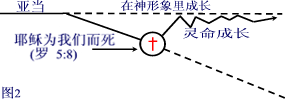 亚当
在神形象里成长
灵命成长
耶稣为我们而死
(罗 5:8)
图2